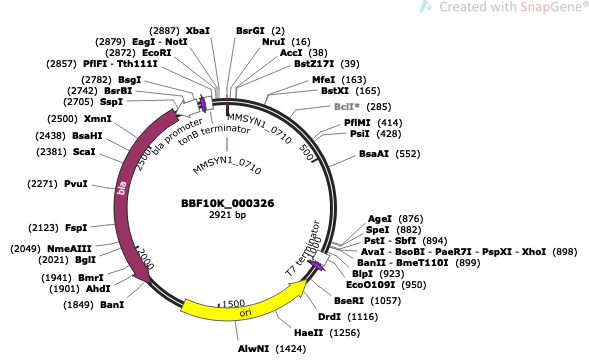 Created with SnapGene®
(2887) XbaI
(2879) EagI - NotI
(2872) EcoRI
(2857) PflFI - Tth111I
(2782) BsgI
(2742) BsrBI
(2705) SspI
(2500) XmnI
(2438) BsaHI
(2381) ScaI
(2271) PvuI
(2123) FspI
(2049) NmeAIII
(2021) BglI
(1941) BmrI
(1901) AhdI
(1849) BanI
BsrGI (2)
NruI (16)
AccI (38)
BstZ17I (39)
MfeI (163)
BstXI (165)
BclI* (285)
PflMI (414)
PsiI (428)
BsaAI (552)
AgeI (876)
SpeI (882)
PstI - SbfI (894)
AvaI - BsoBI - PaeR7I - PspXI - XhoI (898)
BanII - BmeT110I (899)
BlpI (923)
EcoO109I (950)
BseRI (1057)
DrdI (1116)
HaeII (1256)
AlwNI (1424)
bla promoter
tonB terminator
MMSYN1_0710
MMSYN1_0710
BBF10K_000326
2921 bp
T7 terminator
bla
ori
500
1000
1500
2000
2500